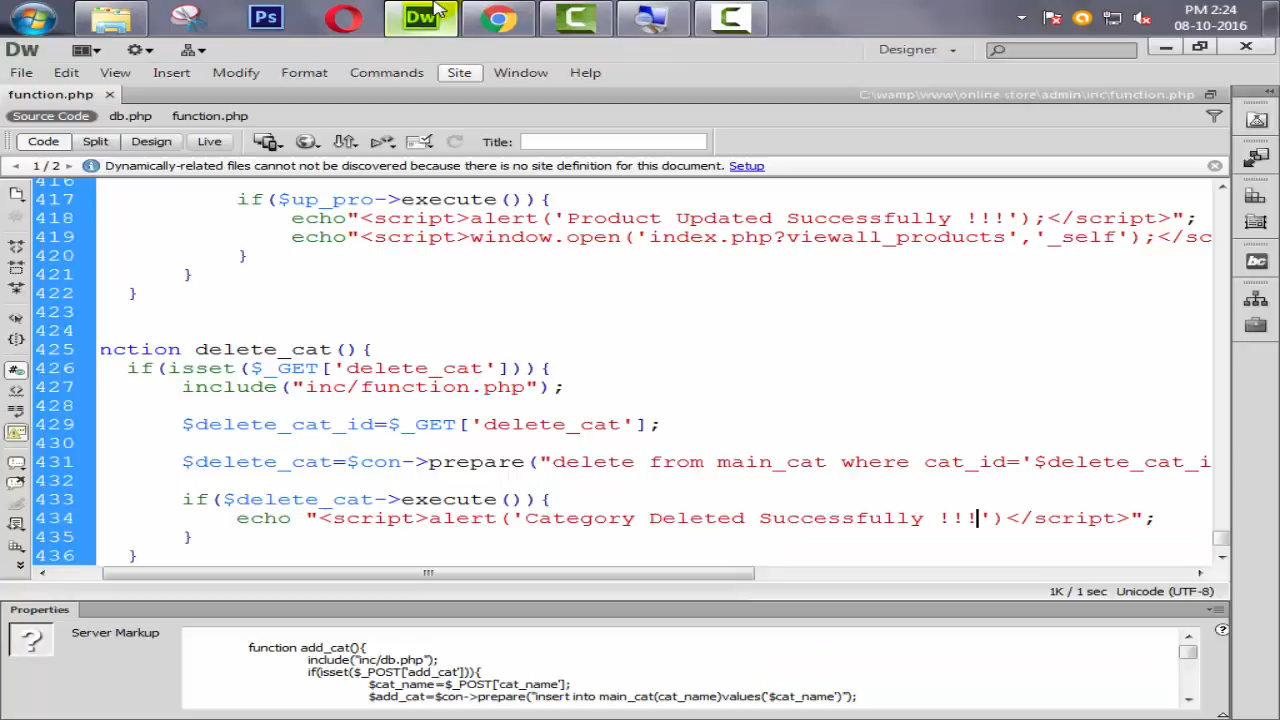 Ps
Dw
PM 2:24
08-10-2016
Dw
Designer
File Edit View Insert Modify Format Commands Site Window Help
function.php
C:\wamp\www\online store\admin\inc\function.php
Source Code db.php function.php
Code Split Design Live Title:
1 / 2 Dynamically-related files cannot not be discovered because there is no site definition for this document. Setup
416
417 if($up_pro->execute()){
418 echo"<script>alert('Product Updated Successfully !!!');</script>";
419 echo"<script>window.open('index.php?viewall_products','_self');</sc
420 }
421 }
422 }
423
424
425 nction delete_cat(){
426 if(isset($_GET['delete_cat'])){
427 include("inc/function.php");
428
429 $delete_cat_id=$_GET['delete_cat'];
430
431 $delete_cat=$con->prepare("delete from main_cat where cat_id='$delete_cat_i
432
433 if($delete_cat->execute()){
434 echo "<script>alert('Category Deleted Successfully !!!')</script>";
435 }
436 }
1K / 1 sec Unicode (UTF-8)
Properties
? Server Markup
function add_cat(){
include("inc/db.php");
if(isset($_POST['add_cat'])){
$cat_name=$_POST['cat_name'];
$add_cat=$con->prepare("insert into main_cat(cat_name)values('$cat_name')");